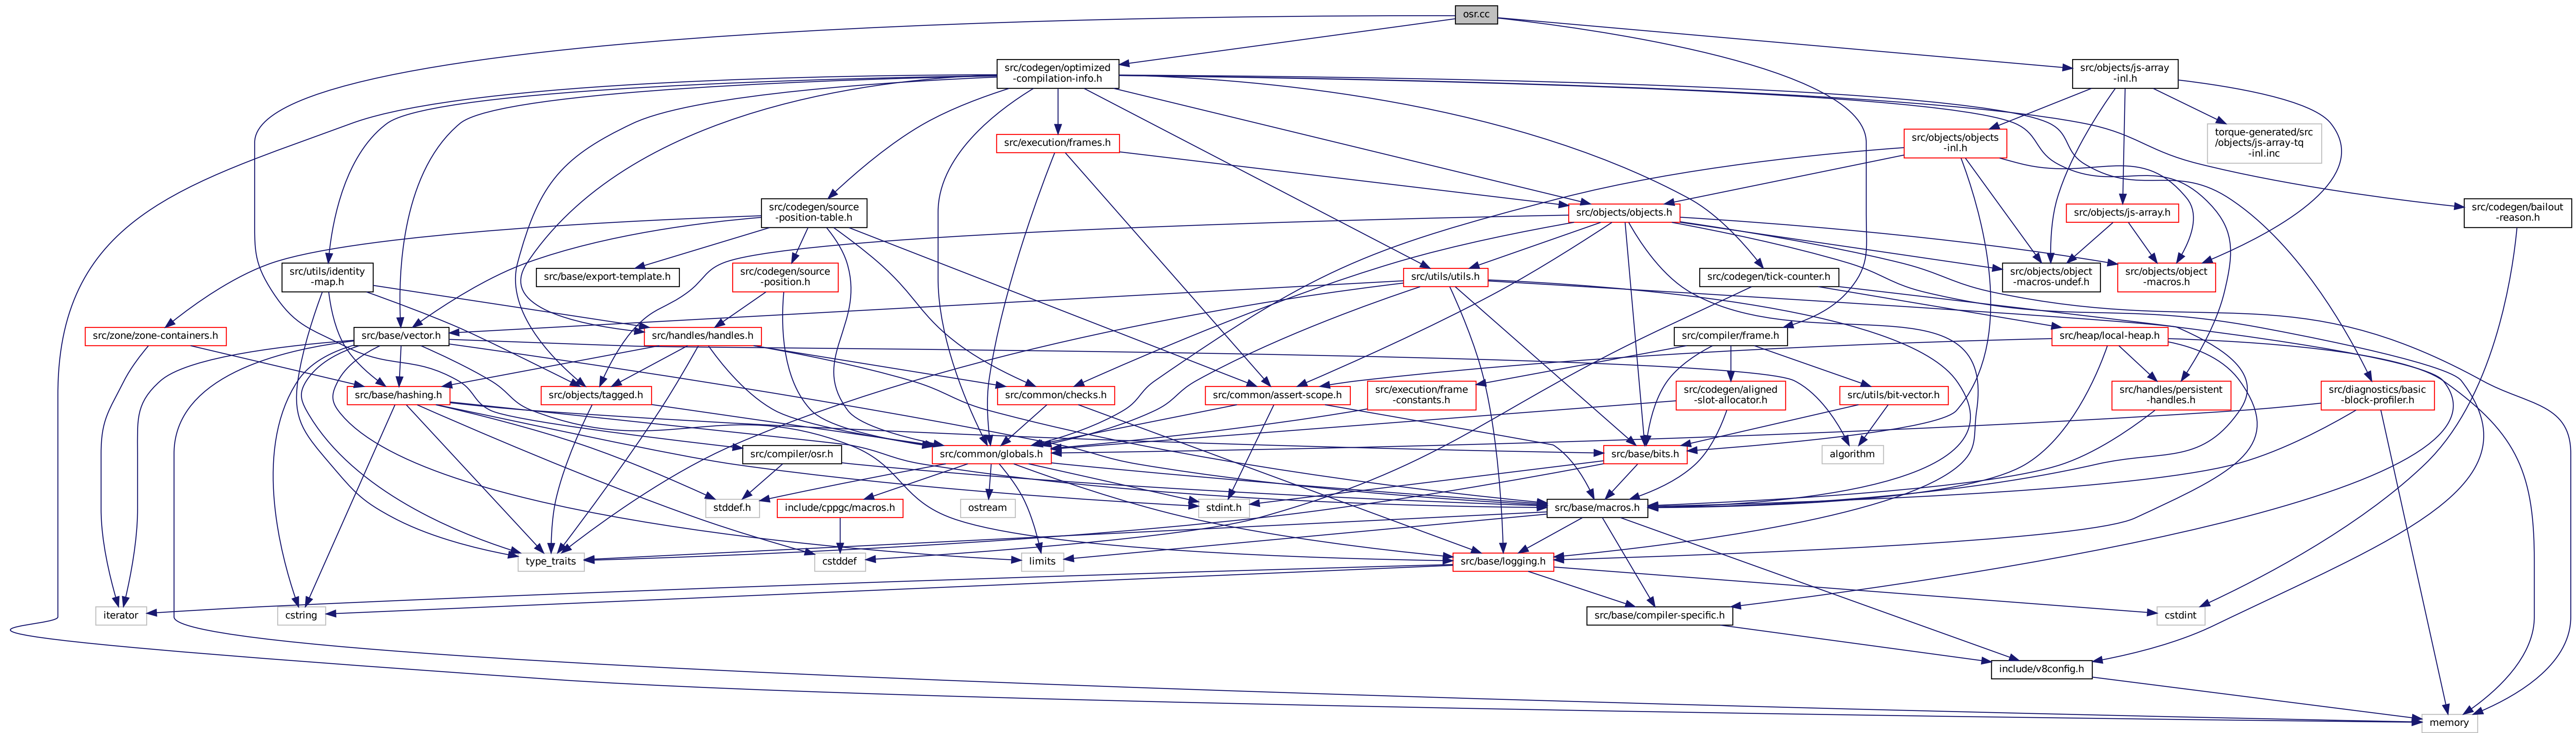 osr.cc
src/codegen/optimized
-compilation-info.h
src/objects/js-array
-inl.h
src/execution/frames.h
src/objects/objects
-inl.h
torque-generated/src
/objects/js-array-tq
-inl.inc
src/codegen/source
-position-table.h
src/objects/objects.h
src/objects/js-array.h
src/codegen/bailout
-reason.h
src/utils/identity
-map.h
src/base/export-template.h
src/codegen/source
-position.h
src/utils/utils.h
src/codegen/tick-counter.h
src/objects/object
-macros-undef.h
src/objects/object
-macros.h
src/zone/zone-containers.h
src/base/vector.h
src/handles/handles.h
src/compiler/frame.h
src/heap/local-heap.h
src/base/hashing.h
src/objects/tagged.h
src/common/checks.h
src/common/assert-scope.h
src/execution/frame
-constants.h
src/codegen/aligned
-slot-allocator.h
src/utils/bit-vector.h
src/handles/persistent
-handles.h
src/diagnostics/basic
-block-profiler.h
src/compiler/osr.h
src/common/globals.h
src/base/bits.h
algorithm
stddef.h
include/cppgc/macros.h
ostream
stdint.h
src/base/macros.h
type_traits
cstddef
limits
src/base/logging.h
iterator
cstring
src/base/compiler-specific.h
cstdint
include/v8config.h
memory